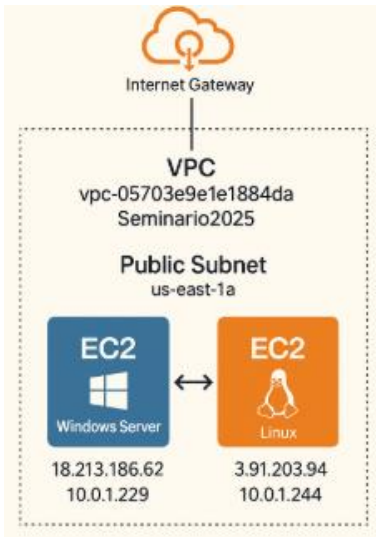 Internet Gateway
VPC
vpc-05703e9e1e1884da
Seminario2025
Public Subnet
us-east-1a
EC2
Windows Server
18.213.186.62
10.0.1.229
EC2
Linux
3.91.203.94
10.0.1.244